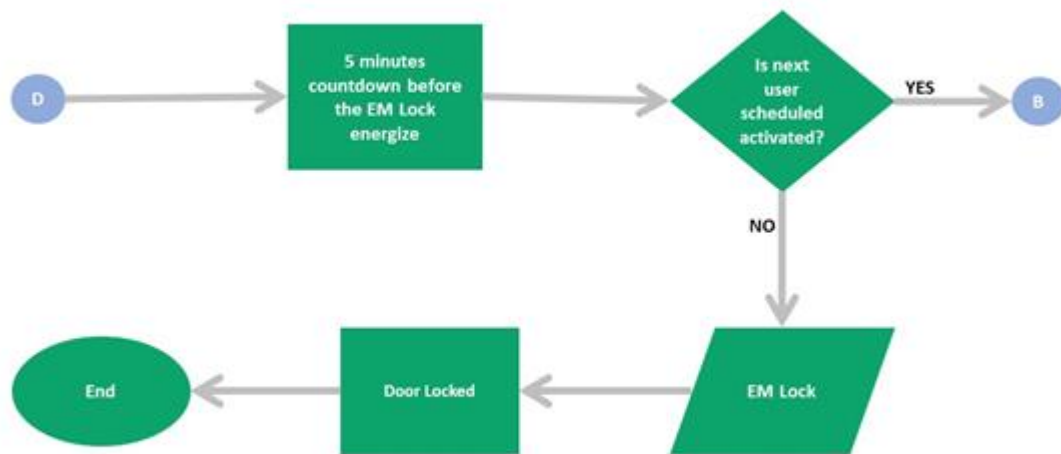 D
5 minutes
countdown before
the EM Lock
energize
Is next
user
scheduled
activated?
YES
B
NO
End
Door Locked
EM Lock